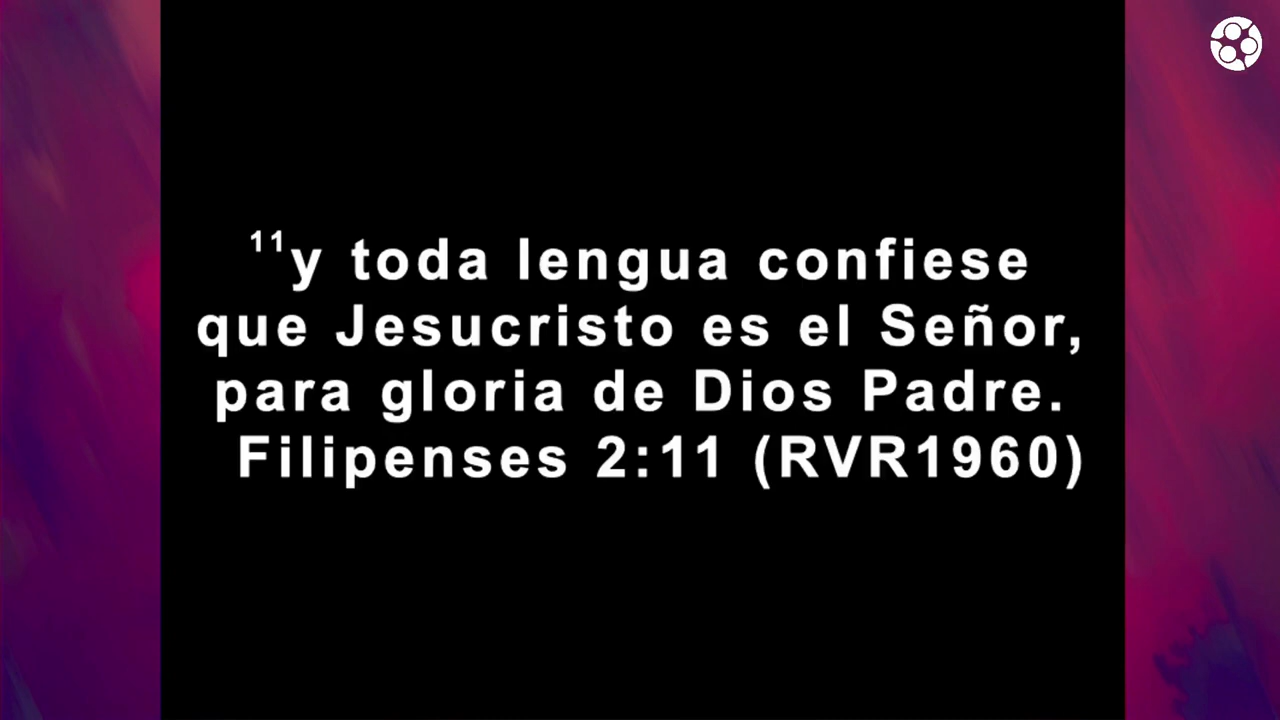 11y toda lengua confiese
que Jesucristo es el Señor,
para gloria de Dios Padre.
Filipenses 2:11 (RVR1960)